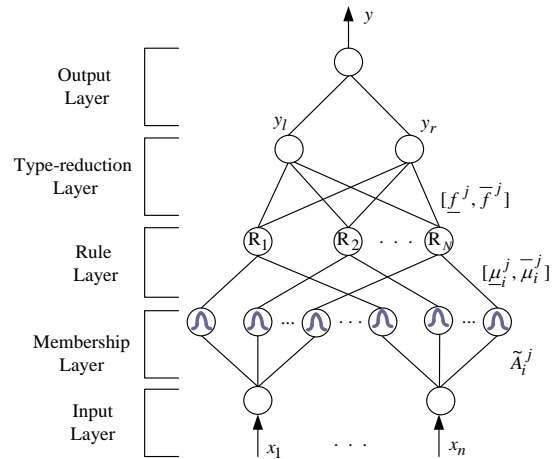 y
Output
Layer
y_l
y_r
Type-reduction
Layer
[f̲^j, f̅^j]
R_1
R_2
. . .
R_N
Rule
Layer
[μ̲_i^j, μ̅_i^j]
...
. . .
...
Membership
Layer
Ã_i^j
Input
Layer
x_1
. . .
x_n